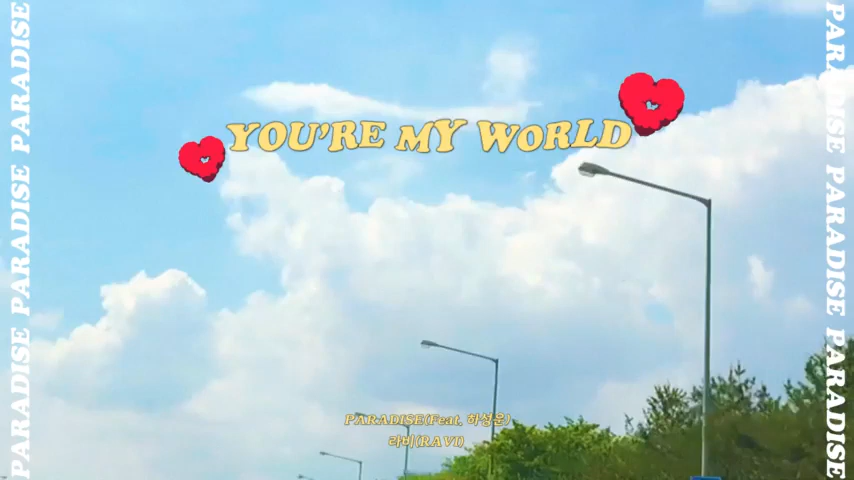 YOU'RE MY WORLD
PARADISE(Feat. 하성운)
라비(RAVI)
PARADISE PARADISE PARADISE
PARADISE PARADISE PARADISE